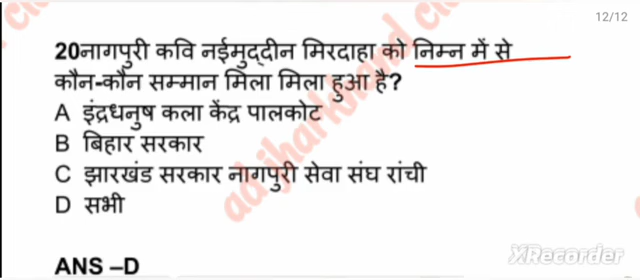 12/12
20नागपुरी कवि नईमुद्दीन मिरदाहा को निम्न में से
कौन-कौन सम्मान मिला मिला हुआ है?
A इंद्रधनुष कला केंद्र पालकोट
B बिहार सरकार
C झारखंड सरकार नागपुरी सेवा संघ रांची
D सभी
ANS –D
XRecorder